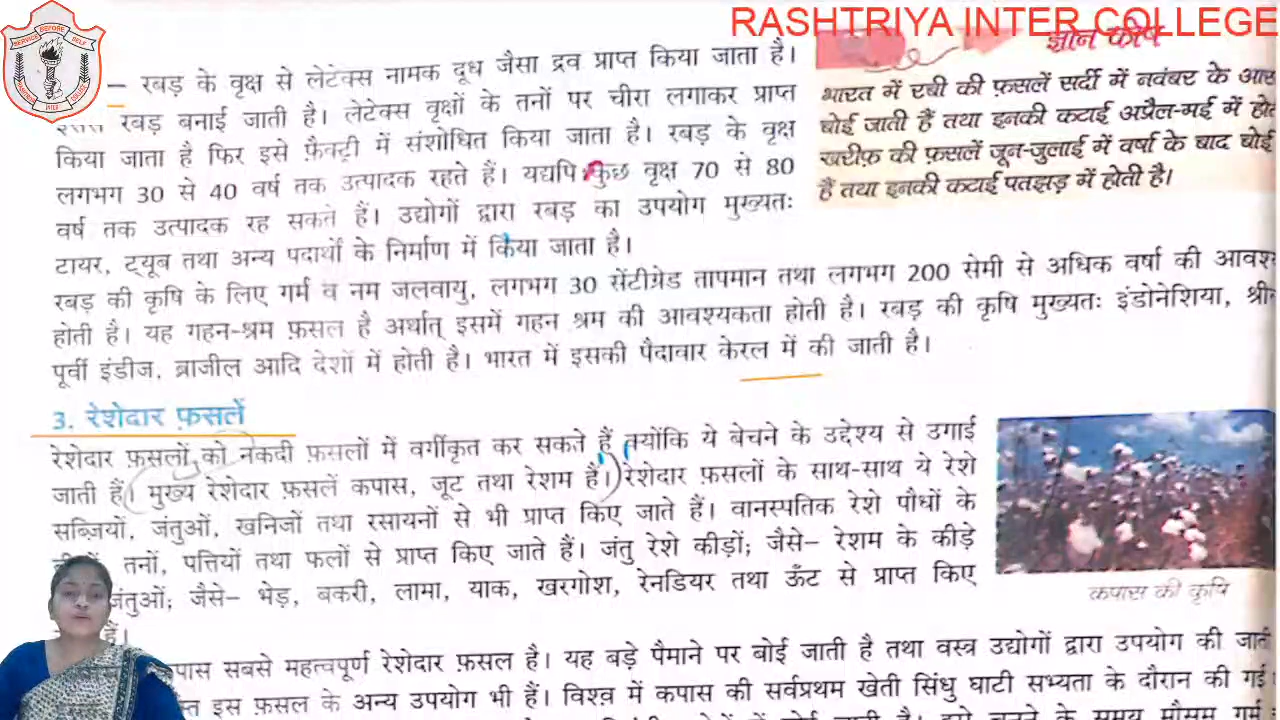 RASHTRIYA INTER COLLEGE
SERVICE BEFORE SELF
– रबड़ के वृक्ष से लेटेक्स नामक दूध जैसा द्रव प्राप्त किया जाता है।
रबड़ बनाई जाती है। लेटेक्स वृक्षों के तनों पर चीरा लगाकर प्राप्त
किया जाता है फिर इसे फ़ैक्ट्री में संशोधित किया जाता है। रबड़ के वृक्ष
लगभग 30 से 40 वर्ष तक उत्पादक रहते हैं। यद्यपि कुछ वृक्ष 70 से 80
वर्ष तक उत्पादक रह सकते हैं। उद्योगों द्वारा रबड़ का उपयोग मुख्यतः
टायर, ट्यूब तथा अन्य पदार्थों के निर्माण में किया जाता है।
रबड़ की कृषि के लिए गर्म व नम जलवायु, लगभग 30 सेंटीग्रेड तापमान तथा लगभग 200 सेमी से अधिक वर्षा की
होती है। यह गहन-श्रम फ़सल है अर्थात् इसमें गहन श्रम की आवश्यकता होती है। रबड़ की कृषि मुख्यतः इंडोनेशिया,
पूर्वी इंडीज, ब्राजील आदि देशों में होती है। भारत में इसकी पैदावार केरल में की जाती है।
ज्ञान कोष
भारत में रबी की फ़सलें सर्दी में नवंबर के
बोई जाती हैं तथा इनकी कटाई अप्रैल-मई में
खरीफ़ की फ़सलें जून-जुलाई में वर्षा के बाद बोई
हैं तथा इनकी कटाई पतझड़ में होती है।
3. रेशेदार फ़सलें
रेशेदार फ़सलों को नकदी फ़सलों में वर्गीकृत कर सकते हैं क्योंकि ये बेचने के उद्देश्य से उगाई
जाती हैं। मुख्य रेशेदार फ़सलें कपास, जूट तथा रेशम हैं। रेशेदार फ़सलों के साथ-साथ ये रेशे
सब्ज़ियों, जंतुओं, खनिजों तथा रसायनों से भी प्राप्त किए जाते हैं। वानस्पतिक रेशे पौधों के
तनों, पत्तियों तथा फलों से प्राप्त किए जाते हैं। जंतु रेशे कीड़ों; जैसे– रेशम के कीड़े
जंतुओं; जैसे– भेड़, बकरी, लामा, याक, खरगोश, रेनडियर तथा ऊँट से प्राप्त किए
हैं।
कपास की कृषि
सबसे महत्वपूर्ण रेशेदार फ़सल है। यह बड़े पैमाने पर बोई जाती है तथा वस्त्र उद्योगों द्वारा उपयोग की जाती
इस फ़सल के अन्य उपयोग भी हैं। विश्व में कपास की सर्वप्रथम खेती सिंधु घाटी सभ्यता के दौरान की गई